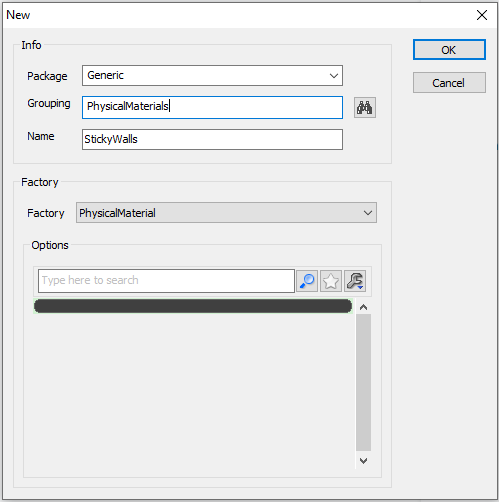 New
Info
OK
Package Generic
Cancel
Grouping PhysicalMaterials
Name StickyWalls
Factory
Factory PhysicalMaterial
Options
Type here to search